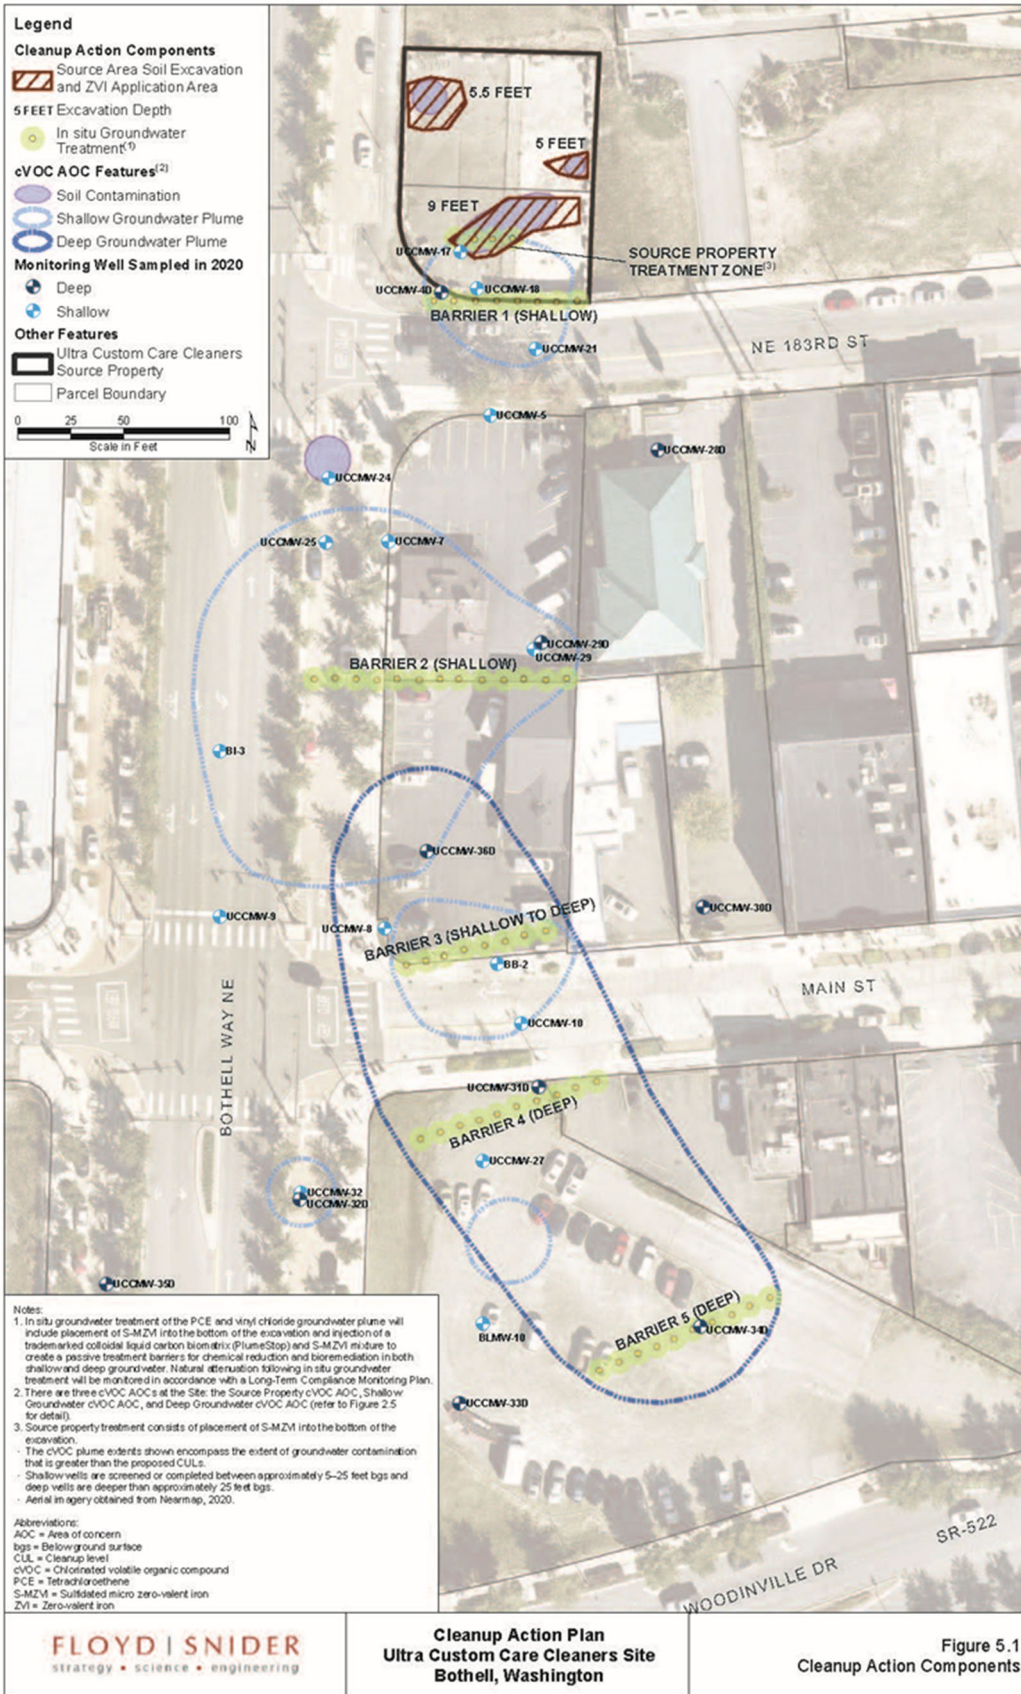 Legend
Cleanup Action Components
Source Area Soil Excavation
and ZVI Application Area
5 FEET Excavation Depth
In situ Groundwater
Treatment(1)
cVOC AOC Features(2)
Soil Contamination
Shallow Groundwater Plume
Deep Groundwater Plume
Monitoring Well Sampled in 2020
Deep
Shallow
Other Features
Ultra Custom Care Cleaners
Source Property
Parcel Boundary
0 25 50 100
Scale in Feet
N
5.5 FEET
5 FEET
9 FEET
UCCMW-17
SOURCE PROPERTY
TREATMENT ZONE(3)
UCCMW-4D
UCCMW-18
BARRIER 1 (SHALLOW)
UCCMW-21
NE 183RD ST
UCCMW-5
UCCMW-28D
UCCMW-24
UCCMW-25
UCCMW-7
UCCMW-29D
UCCMW-29
BARRIER 2 (SHALLOW)
BI-3
UCCMW-36D
UCCMW-30D
UCCMW-9
UCCMW-8
BARRIER 3 (SHALLOW TO DEEP)
BB-2
MAIN ST
UCCMW-10
BOTHELL WAY NE
UCCMW-31D
BARRIER 4 (DEEP)
UCCMW-27
UCCMW-32
UCCMW-32D
UCCMW-35D
BARRIER 5 (DEEP)
BLMW-10
UCCMW-34D
UCCMW-33D
SR-522
WOODINVILLE DR
Notes:
1. In situ groundwater treatment of the PCE and vinyl chloride groundwater plume will
include placement of S-MZVI into the bottom of the excavation and injection of a
trademarked colloidal liquid carbon biomatrix (PlumeStop) and S-MZVI mixture to
create a passive treatment barriers for chemical reduction and bioremediation in both
shallow and deep groundwater. Natural attenuation following in situ groundwater
treatment will be monitored in accordance with a Long-Term Compliance Monitoring Plan.
2. There are three cVOC AOCs at the Site: the Source Property cVOC AOC, Shallow
Groundwater cVOC AOC, and Deep Groundwater cVOC AOC (refer to Figure 2.5
for detail).
3. Source property treatment consists of placement of S-MZVI into the bottom of the
excavation.
· The cVOC plume extents shown encompass the extent of groundwater contamination
that is greater than the proposed CULs.
· Shallow wells are screened or completed between approximately 5–25 feet bgs and
deep wells are deeper than approximately 25 feet bgs.
· Aerial imagery obtained from Nearmap, 2020.
Abbreviations:
AOC = Area of concern
bgs = Below ground surface
CUL = Cleanup level
cVOC = Chlorinated volatile organic compound
PCE = Tetrachloroethene
S-MZVI = Sulfidated micro zero-valent iron
ZVI = Zero-valent iron
FLOYD | SNIDER
strategy • science • engineering
Cleanup Action Plan
Ultra Custom Care Cleaners Site
Bothell, Washington
Figure 5.1
Cleanup Action Components